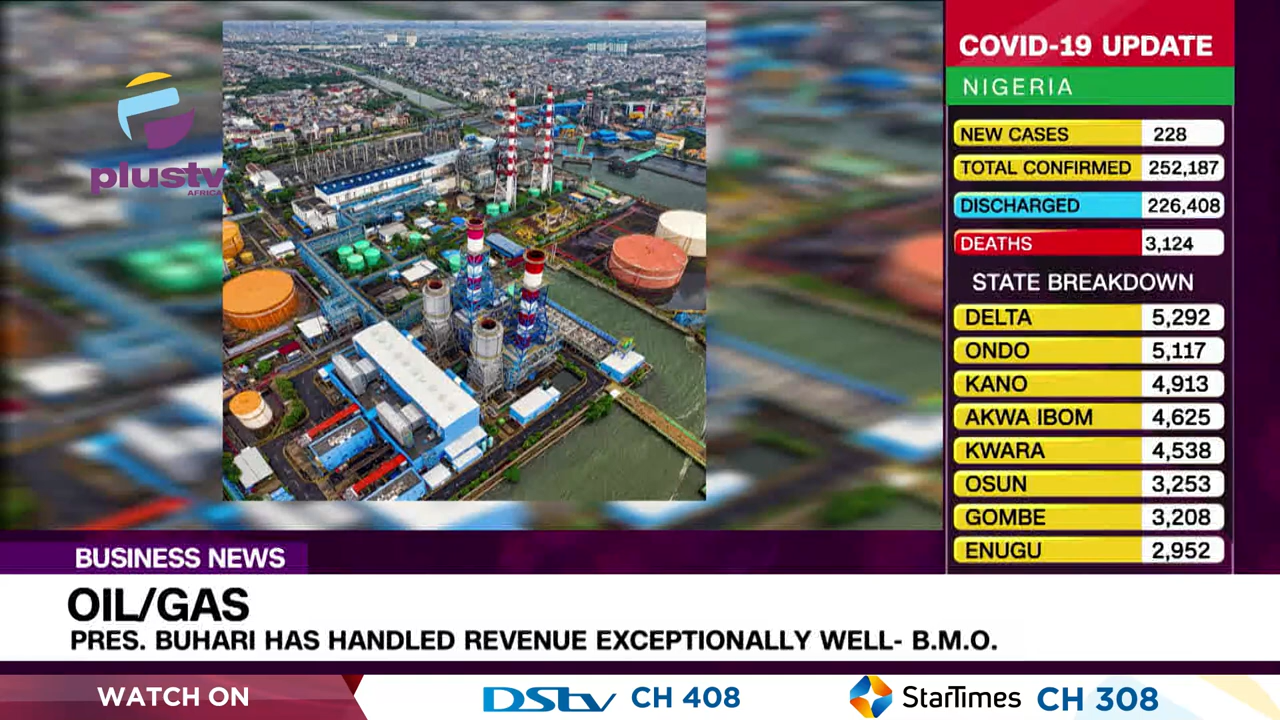 plustv
AFRICA
COVID-19 UPDATE
NIGERIA
NEW CASES 228
TOTAL CONFIRMED 252,187
DISCHARGED 226,408
DEATHS 3,124
STATE BREAKDOWN
DELTA 5,292
ONDO 5,117
KANO 4,913
AKWA IBOM 4,625
KWARA 4,538
OSUN 3,253
GOMBE 3,208
ENUGU 2,952
BUSINESS NEWS
OIL/GAS
PRES. BUHARI HAS HANDLED REVENUE EXCEPTIONALLY WELL- B.M.O.
WATCH ON DStv CH 408 StarTimes CH 308